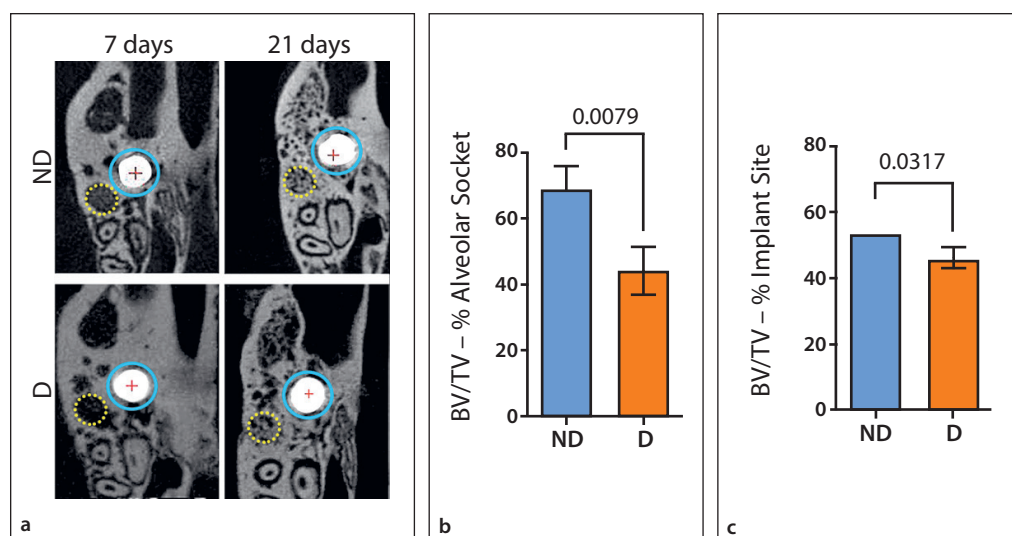 7 days
21 days
ND
D
a
BV/TV – % Alveolar Socket
0.0079
80
60
40
20
0
ND
D
b
BV/TV – % Implant Site
0.0317
80
60
40
20
0
ND
D
c